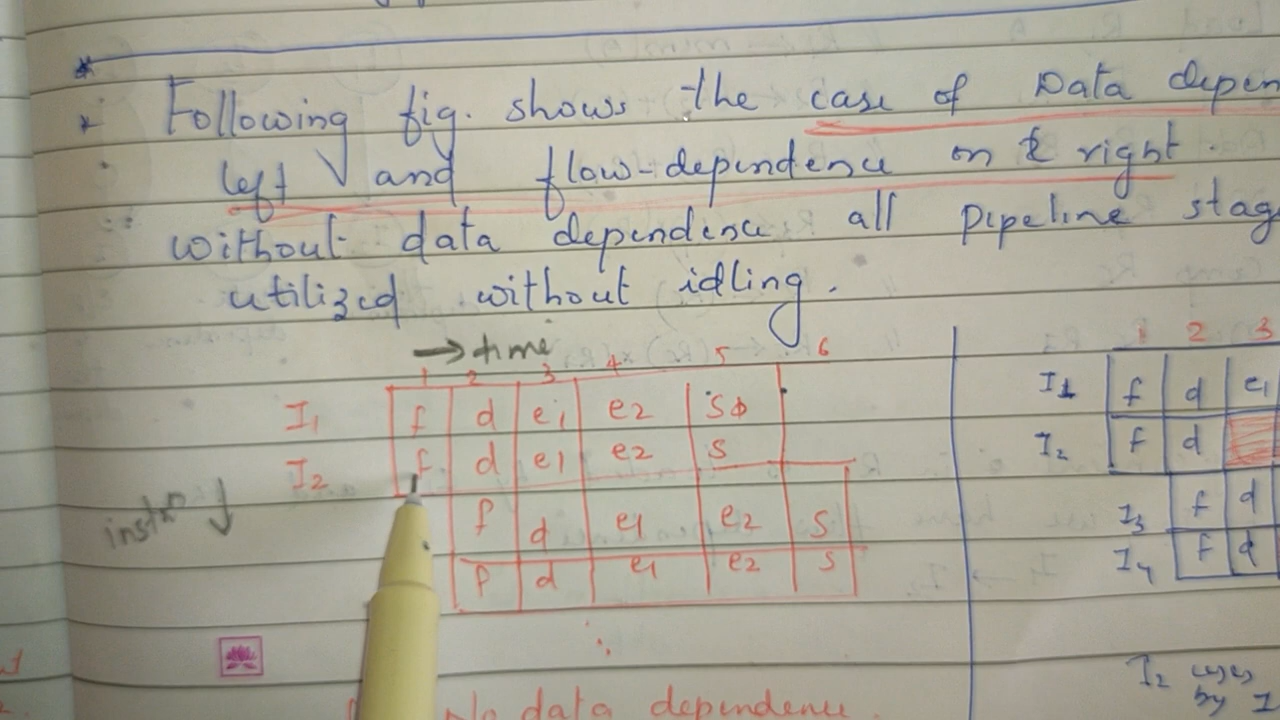 * Following fig. shows the case of Data depen
left and flow-dependence on t right.
without data dependence all pipeline stag
utilized without idling.
→ time
1 2 3 4 5 6
I1 f d e1 e2 s
I2 f d e1 e2 s
f d e1 e2 s
f d e1 e2 s
instrn ↓
No data dependence.
1 2 3
I1 f d e1
I2 f d
I3 f d
I4 f d
I2 uses
by I